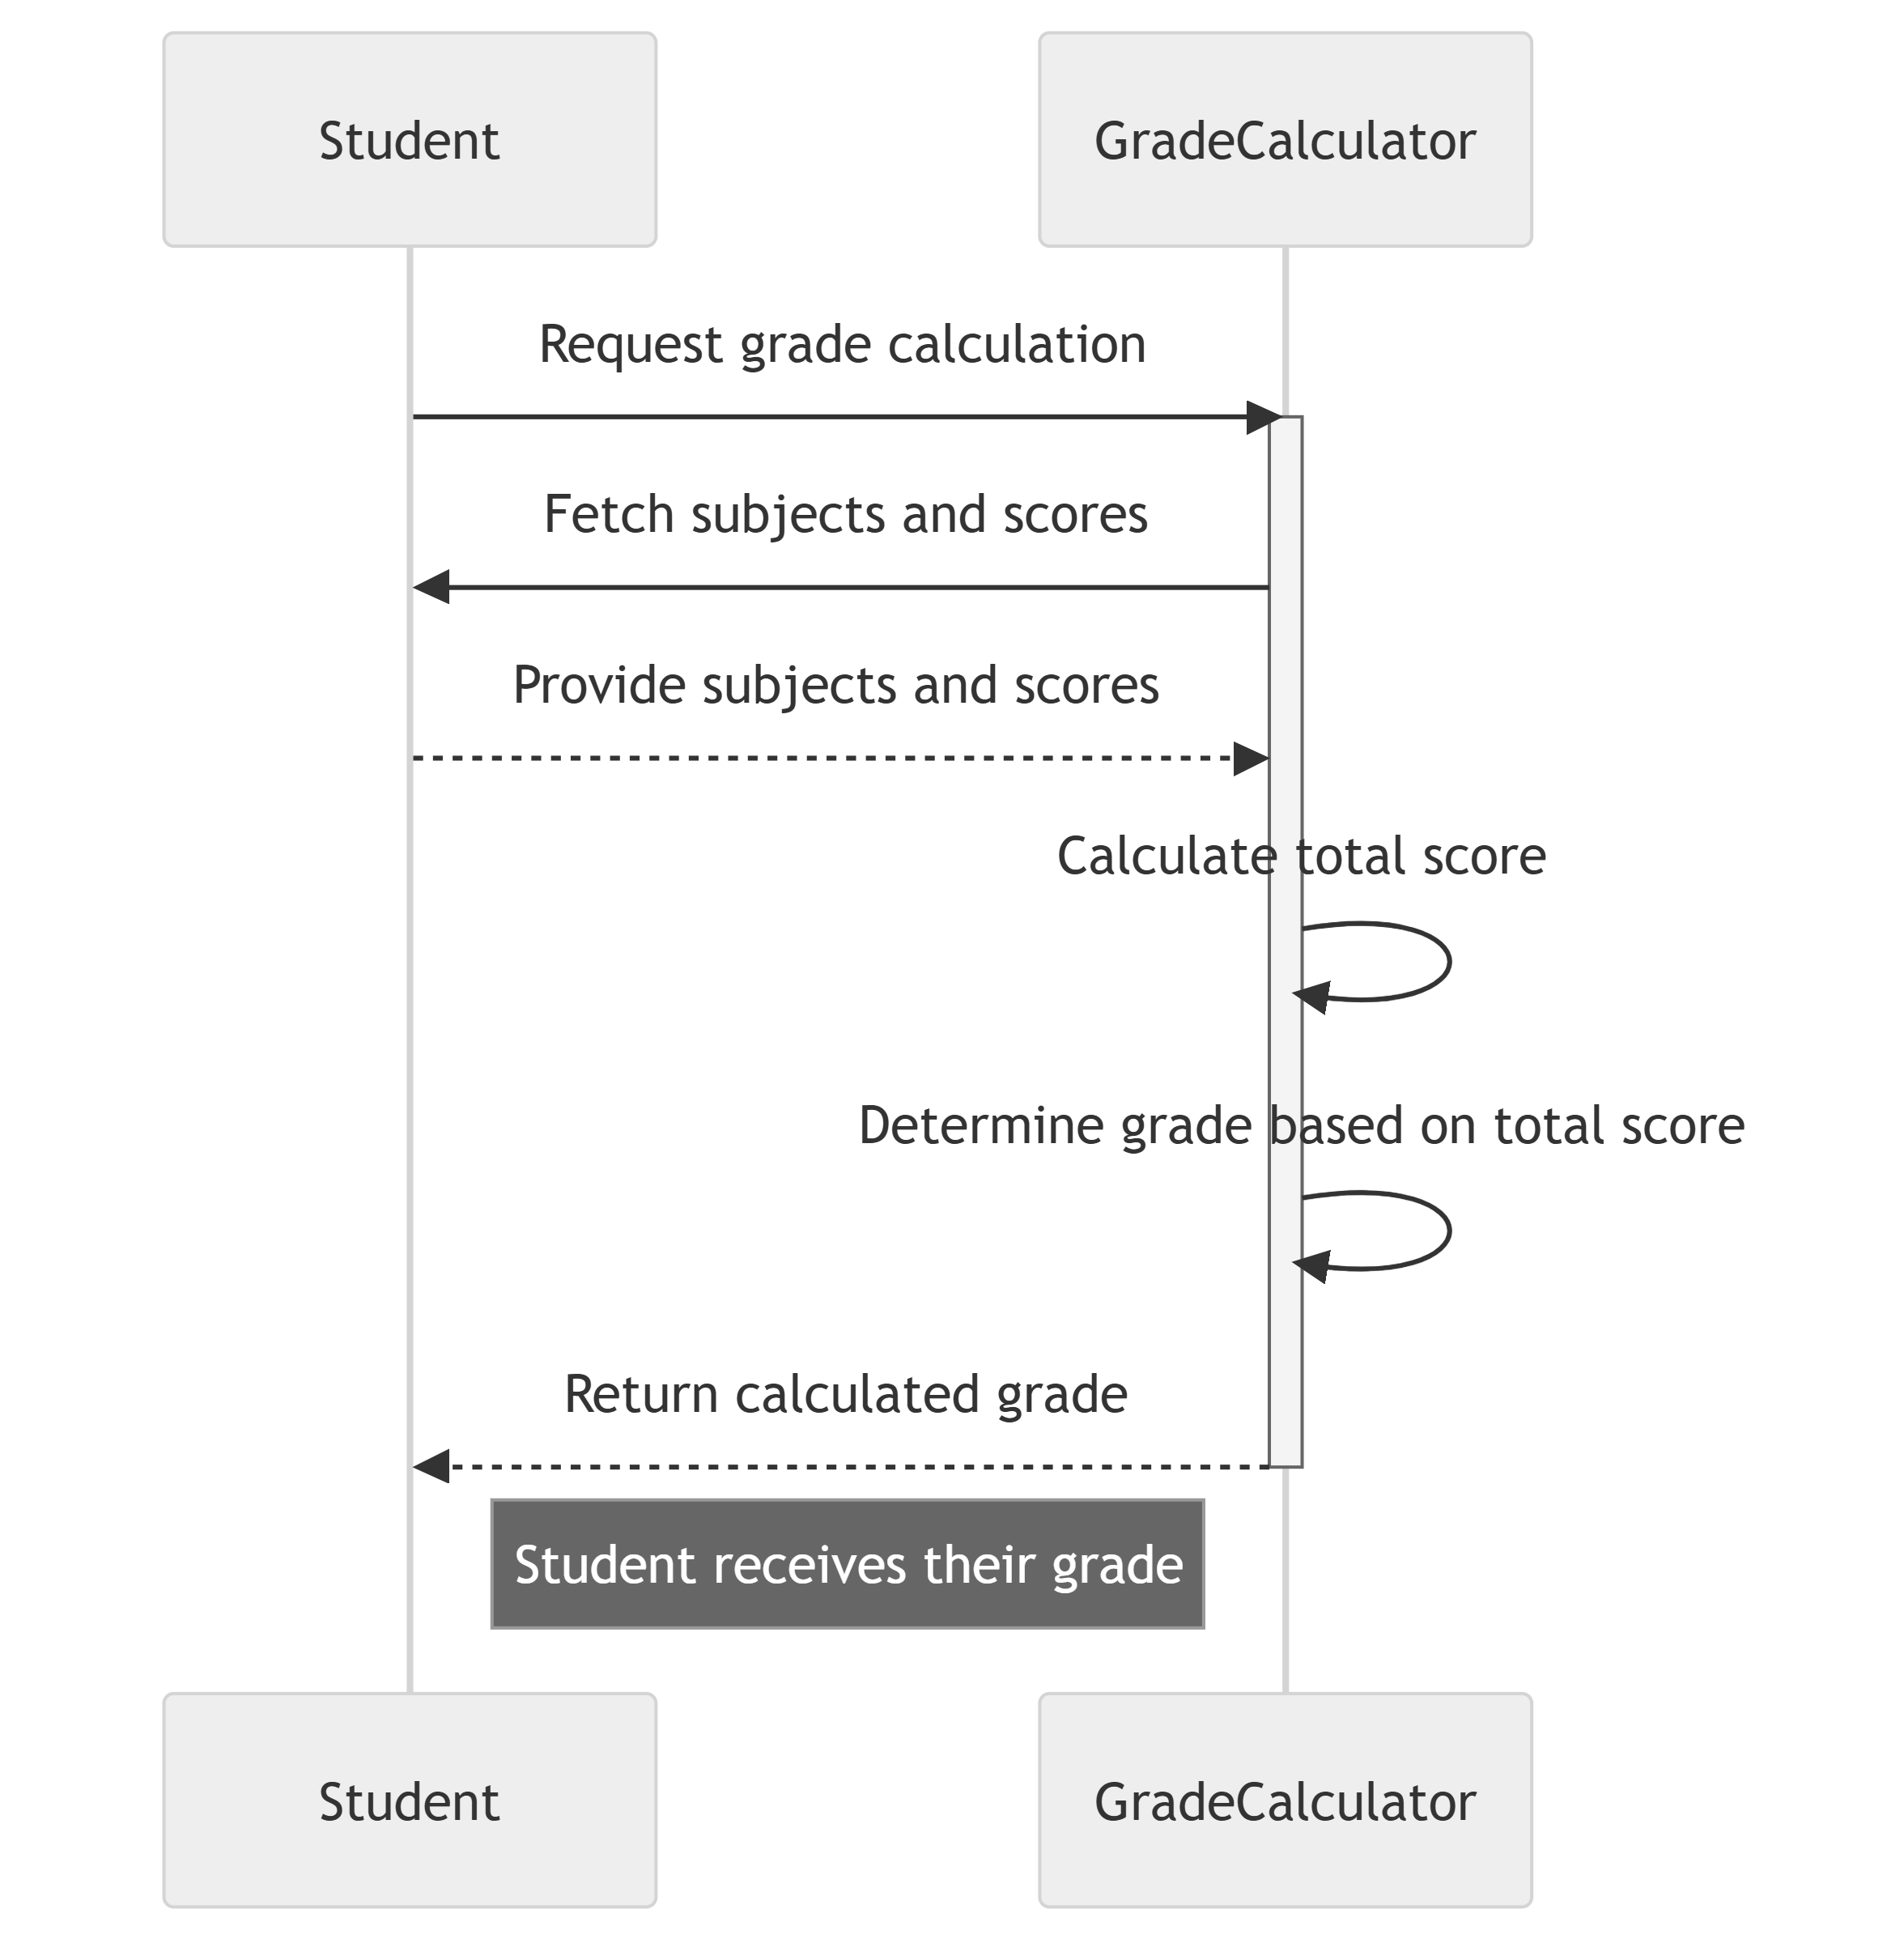 Student
GradeCalculator
Request grade calculation
Fetch subjects and scores
Provide subjects and scores
Calculate total score
Determine grade based on total score
Return calculated grade
Student receives their grade
Student
GradeCalculator